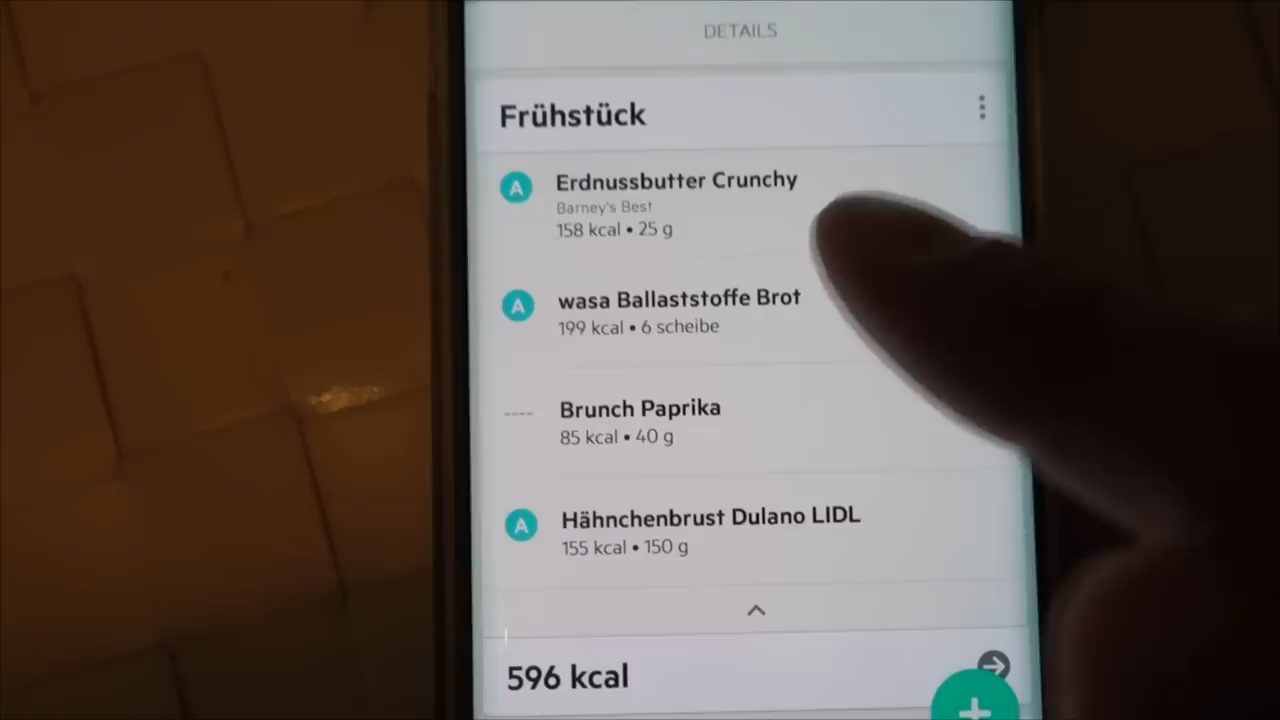 DETAILS
Frühstück
A
Erdnussbutter Crunchy
Barney's Best
158 kcal • 25 g
A
wasa Ballaststoffe Brot
199 kcal • 6 scheibe
Brunch Paprika
85 kcal • 40 g
A
Hähnchenbrust Dulano LIDL
155 kcal • 150 g
596 kcal